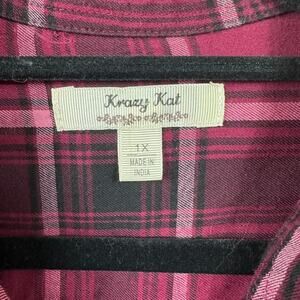 Krazy Kat
1X
MADE IN
INDIA